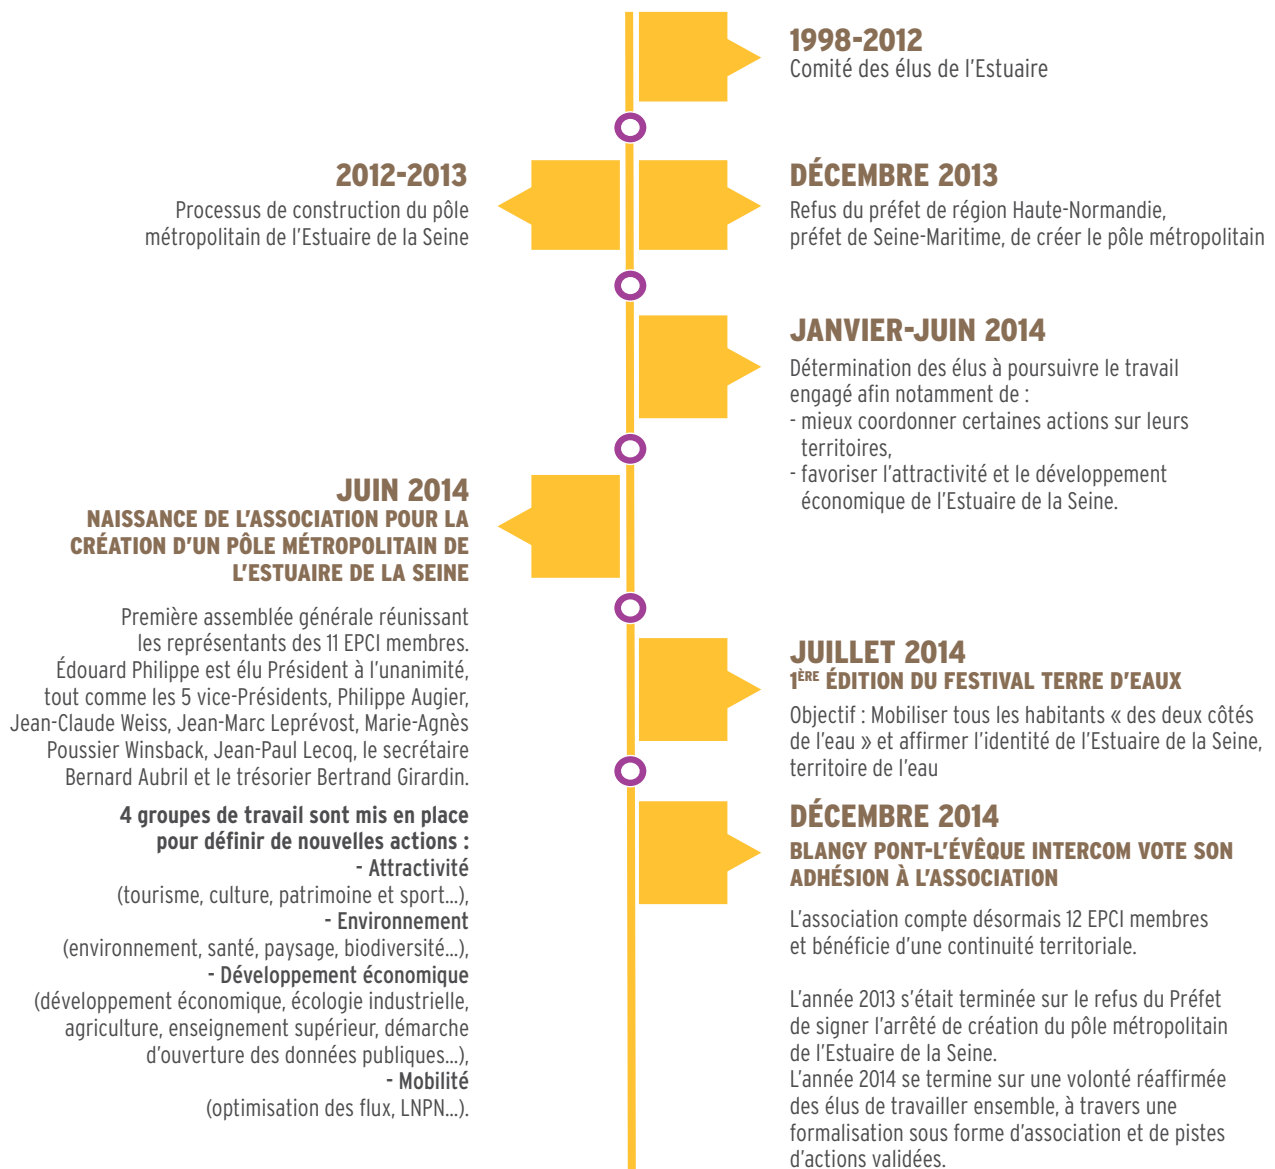 1998-2012
Comité des élus de l'Estuaire
2012-2013
Processus de construction du pôle
métropolitain de l'Estuaire de la Seine
DÉCEMBRE 2013
Refus du préfet de région Haute-Normandie,
préfet de Seine-Maritime, de créer le pôle métropolitain
JANVIER-JUIN 2014
Détermination des élus à poursuivre le travail
engagé afin notamment de :
- mieux coordonner certaines actions sur leurs
territoires,
- favoriser l'attractivité et le développement
économique de l'Estuaire de la Seine.
JUIN 2014
NAISSANCE DE L'ASSOCIATION POUR LA
CRÉATION D'UN PÔLE MÉTROPOLITAIN DE
L'ESTUAIRE DE LA SEINE
Première assemblée générale réunissant
les représentants des 11 EPCI membres.
Édouard Philippe est élu Président à l'unanimité,
tout comme les 5 vice-Présidents, Philippe Augier,
Jean-Claude Weiss, Jean-Marc Leprévost, Marie-Agnès
Poussier Winsback, Jean-Paul Lecoq, le secrétaire
Bernard Aubril et le trésorier Bertrand Girardin.
4 groupes de travail sont mis en place
pour définir de nouvelles actions :
- Attractivité
(tourisme, culture, patrimoine et sport...),
- Environnement
(environnement, santé, paysage, biodiversité...),
- Développement économique
(développement économique, écologie industrielle,
agriculture, enseignement supérieur, démarche
d'ouverture des données publiques...),
- Mobilité
(optimisation des flux, LNPN...).
JUILLET 2014
1ÈRE ÉDITION DU FESTIVAL TERRE D'EAUX
Objectif : Mobiliser tous les habitants « des deux côtés
de l'eau » et affirmer l'identité de l'Estuaire de la Seine,
territoire de l'eau
DÉCEMBRE 2014
BLANGY PONT-L'ÉVÊQUE INTERCOM VOTE SON
ADHÉSION À L'ASSOCIATION
L'association compte désormais 12 EPCI membres
et bénéficie d'une continuité territoriale.
L'année 2013 s'était terminée sur le refus du Préfet
de signer l'arrêté de création du pôle métropolitain
de l'Estuaire de la Seine.
L'année 2014 se termine sur une volonté réaffirmée
des élus de travailler ensemble, à travers une
formalisation sous forme d'association et de pistes
d'actions validées.